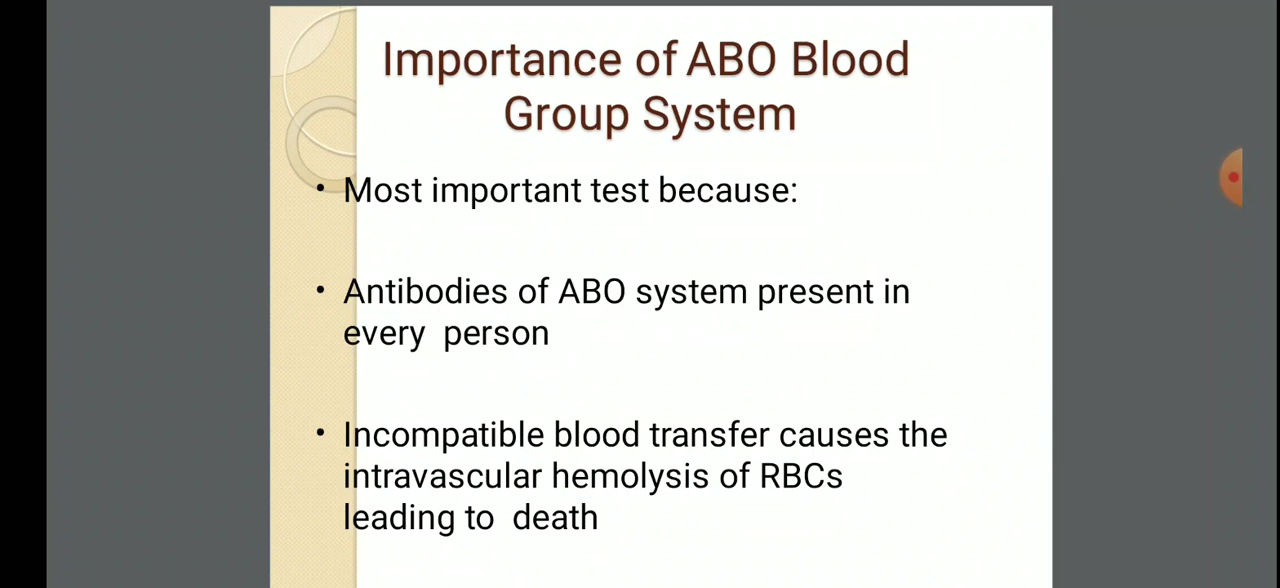 Importance of ABO Blood
Group System
• Most important test because:
• Antibodies of ABO system present in
every person
• Incompatible blood transfer causes the
intravascular hemolysis of RBCs
leading to death